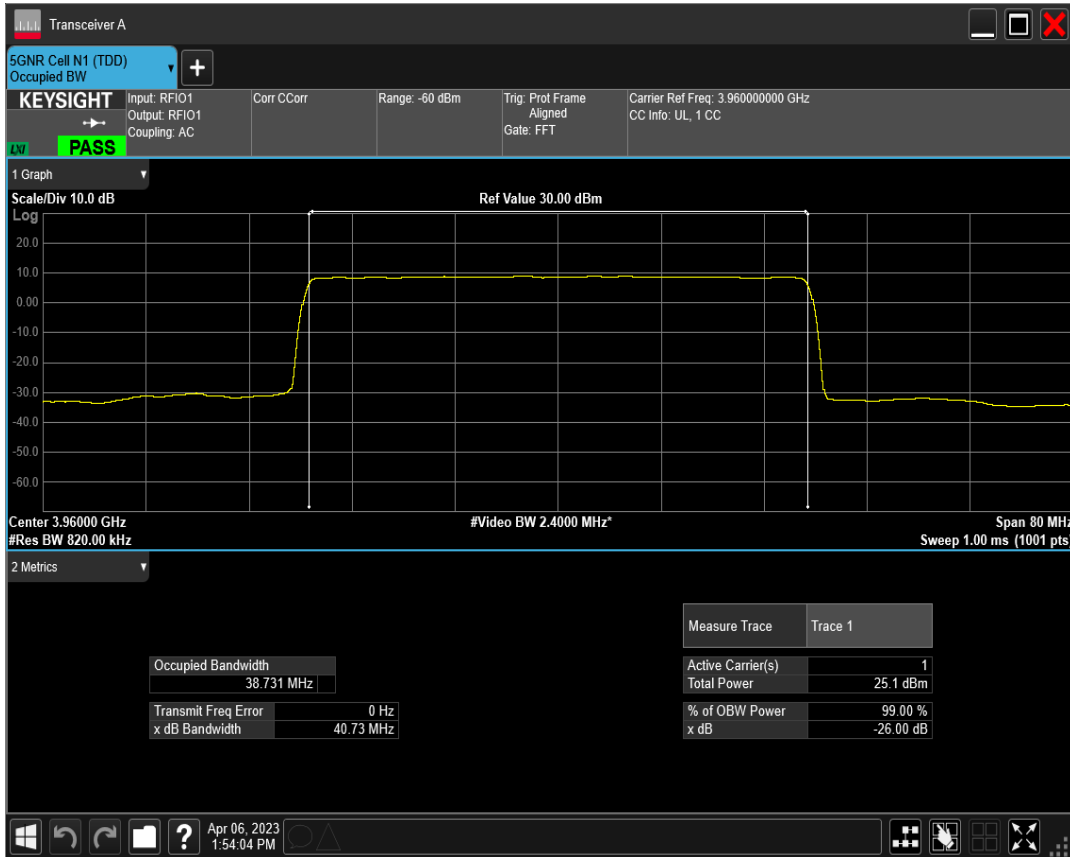 Transceiver A
5GNR Cell N1 (TDD)
Occupied BW
+
KEYSIGHT
LXI
PASS
Input: RFIO1
Output: RFIO1
Coupling: AC
Corr CCorr
Range: -60 dBm
Trig: Prot Frame
Aligned
Gate: FFT
Carrier Ref Freq: 3.960000000 GHz
CC Info: UL, 1 CC
1 Graph
Scale/Div 10.0 dB
Ref Value 30.00 dBm
Log
20.0
10.0
0.00
-10.0
-20.0
-30.0
-40.0
-50.0
-60.0
Center 3.96000 GHz
#Video BW 2.4000 MHz*
Span 80 MHz
#Res BW 820.00 kHz
Sweep 1.00 ms (1001 pts)
2 Metrics
Measure Trace Trace 1
Occupied Bandwidth
38.731 MHz
Active Carrier(s) 1
Total Power 25.1 dBm
Transmit Freq Error 0 Hz
x dB Bandwidth 40.73 MHz
% of OBW Power 99.00 %
x dB -26.00 dB
?
Apr 06, 2023
1:54:04 PM